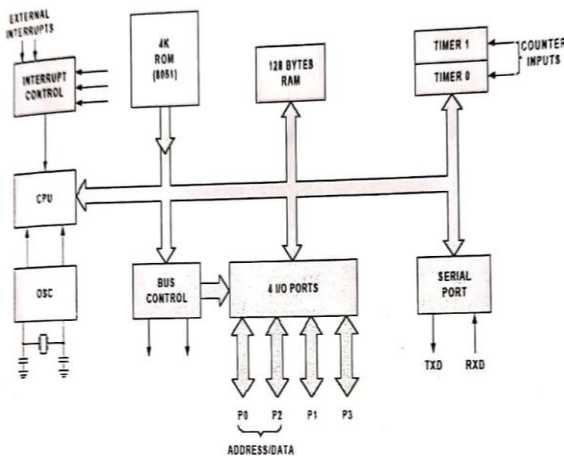 EXTERNAL
INTERRUPTS
INTERRUPT
CONTROL
4K
ROM
(8051)
128 BYTES
RAM
TIMER 1
TIMER 0
COUNTER
INPUTS
CPU
OSC
BUS
CONTROL
4 I/O PORTS
SERIAL
PORT
TXD
RXD
P0
P2
P1
P3
ADDRESS/DATA